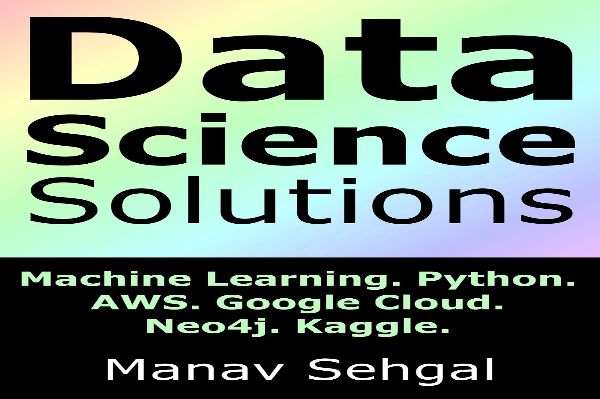 Data
Science
Solutions
Machine Learning. Python.
AWS. Google Cloud.
Neo4j. Kaggle.
Manav Sehgal